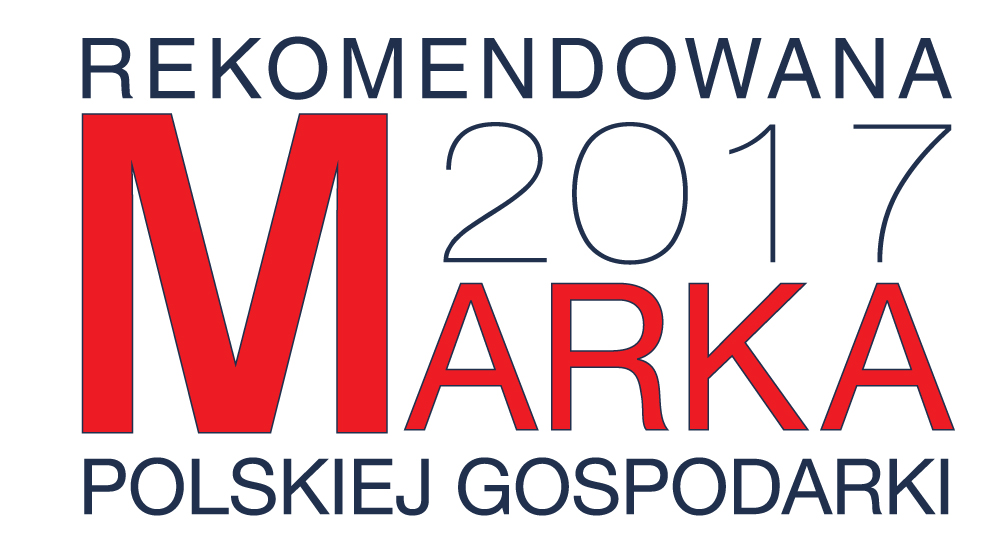 REKOMENDOWANA
2017
MARKA
POLSKIEJ GOSPODARKI